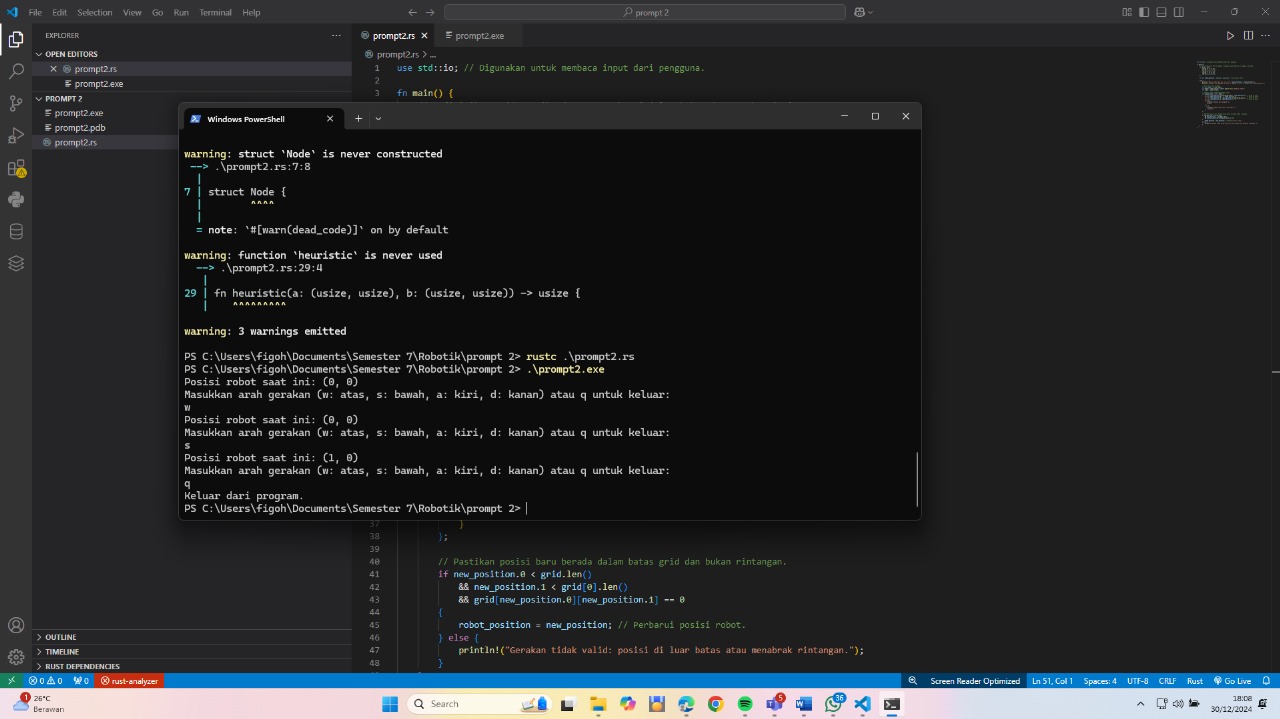 File Edit Selection View Go Run Terminal Help
prompt 2
EXPLORER
OPEN EDITORS
prompt2.rs
prompt2.exe
PROMPT 2
prompt2.exe
prompt2.pdb
prompt2.rs
OUTLINE
TIMELINE
RUST DEPENDENCIES
prompt2.rs prompt2.exe
prompt2.rs > ...
1 use std::io; // Digunakan untuk membaca input dari pengguna.
2
3 fn main() {
Windows PowerShell
warning: struct `Node` is never constructed
--> .\prompt2.rs:7:8
|
7 | struct Node {
| ^^^^
|
= note: `#[warn(dead_code)]` on by default
warning: function `heuristic` is never used
--> .\prompt2.rs:29:4
|
29 | fn heuristic(a: (usize, usize), b: (usize, usize)) -> usize {
| ^^^^^^^^^
warning: 3 warnings emitted
PS C:\Users\figoh\Documents\Semester 7\Robotik\prompt 2> rustc .\prompt2.rs
PS C:\Users\figoh\Documents\Semester 7\Robotik\prompt 2> .\prompt2.exe
Posisi robot saat ini: (0, 0)
Masukkan arah gerakan (w: atas, s: bawah, a: kiri, d: kanan) atau q untuk keluar:
w
Posisi robot saat ini: (0, 0)
Masukkan arah gerakan (w: atas, s: bawah, a: kiri, d: kanan) atau q untuk keluar:
s
Posisi robot saat ini: (1, 0)
Masukkan arah gerakan (w: atas, s: bawah, a: kiri, d: kanan) atau q untuk keluar:
q
Keluar dari program.
PS C:\Users\figoh\Documents\Semester 7\Robotik\prompt 2>
37 }
38 };
39
40 // Pastikan posisi baru berada dalam batas grid dan bukan rintangan.
41 if new_position.0 < grid.len()
42 && new_position.1 < grid[0].len()
43 && grid[new_position.0][new_position.1] == 0
44 {
45 robot_position = new_position; // Perbarui posisi robot.
46 } else {
47 println!("Gerakan tidak valid: posisi di luar batas atau menabrak rintangan.");
48 }
0 0 0 rust-analyzer
Screen Reader Optimized Ln 51, Col 1 Spaces: 4 UTF-8 CRLF Rust Go Live
1 26°C
Berawan
Search
5 36
18:08
30/12/2024